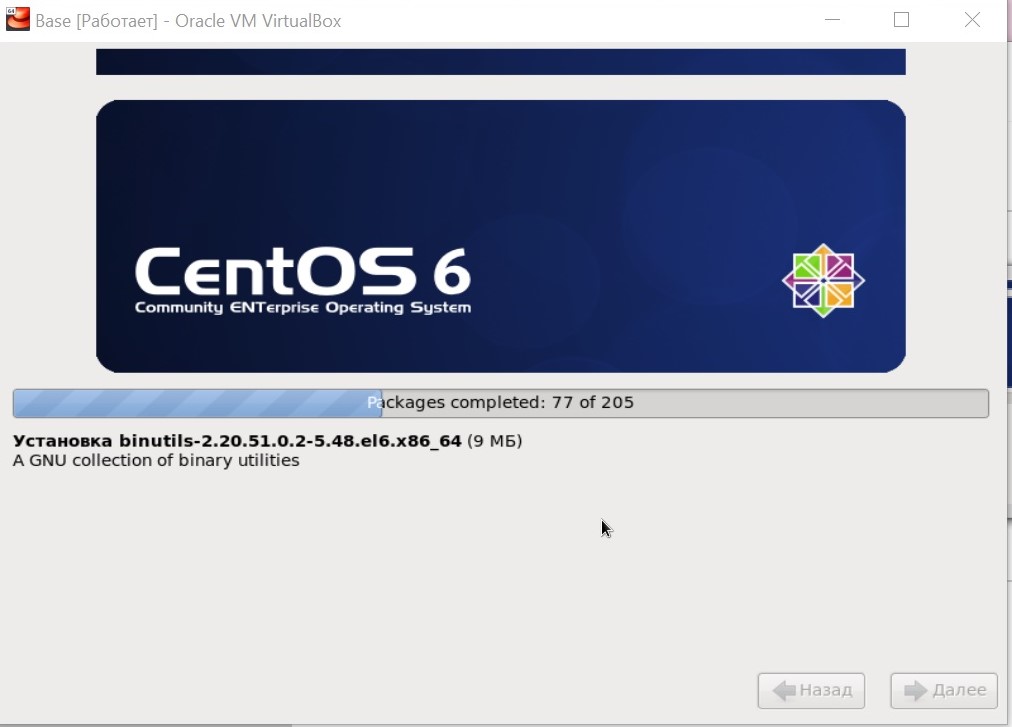 Base [Работает] - Oracle VM VirtualBox
CentOS 6
Community ENTerprise Operating System
Packages completed: 77 of 205
Установка binutils-2.20.51.0.2-5.48.el6.x86_64 (9 МБ)
A GNU collection of binary utilities
Назад
Далее